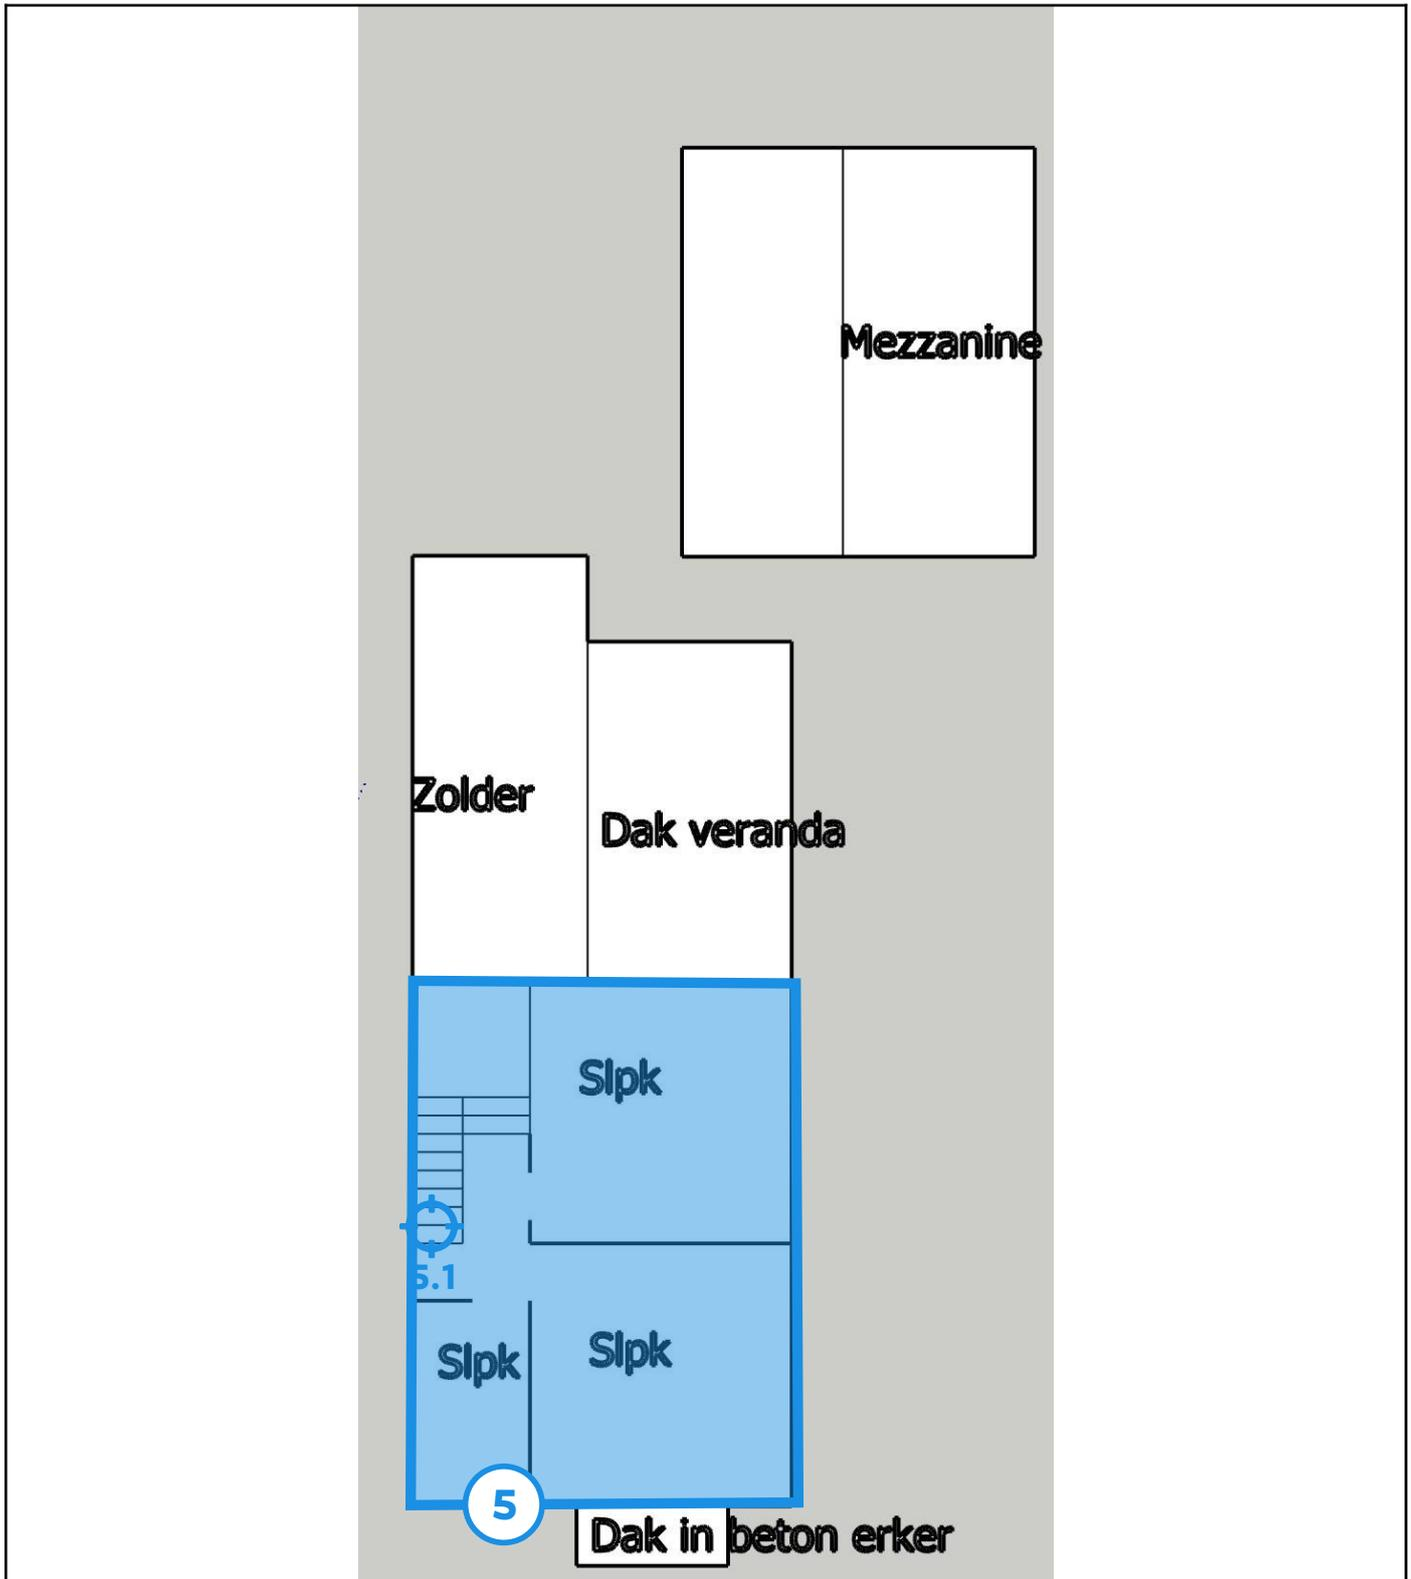 Mezzanine
Zolder
Dak veranda
Slpk
5.1
Slpk
Slpk
5
Dak in beton erker